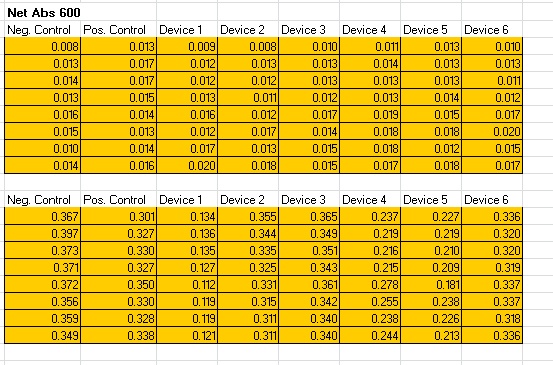 Net Abs 600
Neg. Control Pos. Control Device 1 Device 2 Device 3 Device 4 Device 5 Device 6
0.008 0.013 0.009 0.008 0.010 0.011 0.013 0.010
0.013 0.017 0.012 0.013 0.013 0.014 0.013 0.013
0.014 0.017 0.012 0.012 0.013 0.013 0.013 0.011
0.013 0.015 0.013 0.011 0.012 0.013 0.014 0.012
0.016 0.014 0.016 0.012 0.017 0.019 0.015 0.017
0.015 0.013 0.012 0.017 0.014 0.018 0.018 0.020
0.010 0.014 0.017 0.013 0.015 0.018 0.012 0.015
0.014 0.016 0.020 0.018 0.015 0.017 0.018 0.017
Neg. Control Pos. Control Device 1 Device 2 Device 3 Device 4 Device 5 Device 6
0.367 0.301 0.134 0.355 0.365 0.237 0.227 0.336
0.397 0.327 0.136 0.344 0.349 0.219 0.219 0.320
0.373 0.330 0.135 0.335 0.351 0.216 0.210 0.320
0.371 0.327 0.127 0.325 0.343 0.215 0.209 0.319
0.372 0.350 0.112 0.331 0.361 0.278 0.181 0.337
0.356 0.330 0.119 0.315 0.342 0.255 0.238 0.337
0.359 0.328 0.119 0.311 0.340 0.238 0.226 0.318
0.349 0.338 0.121 0.311 0.340 0.244 0.213 0.336